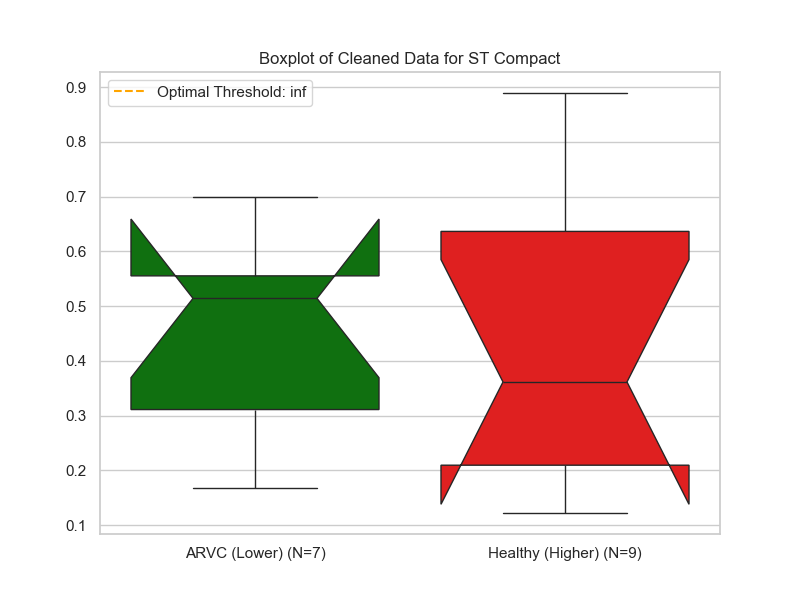 Boxplot of Cleaned Data for ST Compact
Optimal Threshold: inf
0.9
0.8
0.7
0.6
0.5
0.4
0.3
0.2
0.1
ARVC (Lower) (N=7)
Healthy (Higher) (N=9)